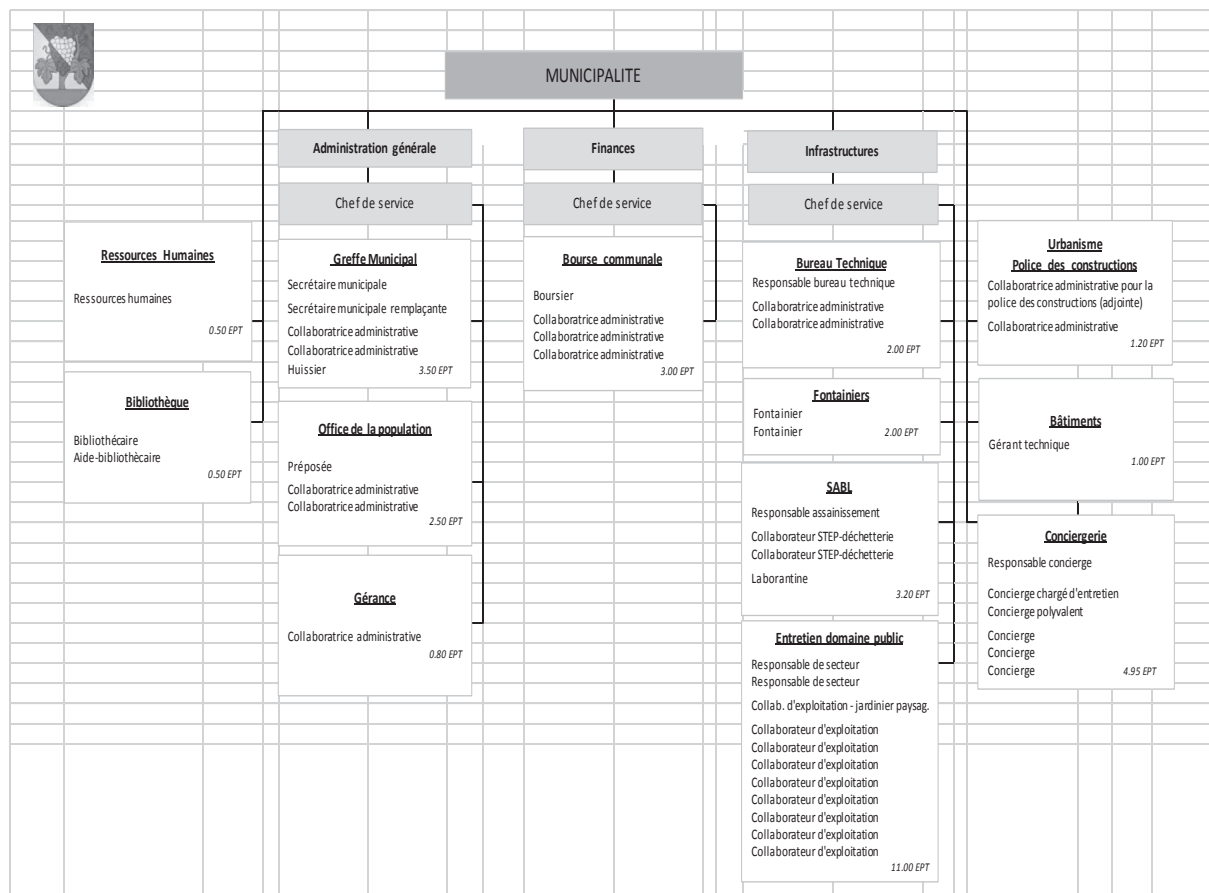 MUNICIPALITE
Administration générale
Chef de service
Finances
Chef de service
Infrastructures
Chef de service
Ressources Humaines
Ressources humaines
0.50 EPT
Bibliothèque
Bibliothécaire
Aide-bibliothècaire
0.50 EPT
Greffe Municipal
Secrétaire municipale
Secrétaire municipale remplaçante
Collaboratrice administrative
Collaboratrice administrative
Huissier 3.50 EPT
Office de la population
Préposée
Collaboratrice administrative
Collaboratrice administrative
2.50 EPT
Gérance
Collaboratrice administrative
0.80 EPT
Bourse communale
Boursier
Collaboratrice administrative
Collaboratrice administrative
Collaboratrice administrative
3.00 EPT
Bureau Technique
Responsable bureau technique
Collaboratrice administrative
Collaboratrice administrative
2.00 EPT
Fontainiers
Fontainier
Fontainier 2.00 EPT
SABL
Responsable assainissement
Collaborateur STEP-déchetterie
Collaborateur STEP-déchetterie
Laborantine
3.20 EPT
Entretien domaine public
Responsable de secteur
Responsable de secteur
Collab. d'exploitation - jardinier paysag.
Collaborateur d'exploitation
Collaborateur d'exploitation
Collaborateur d'exploitation
Collaborateur d'exploitation
Collaborateur d'exploitation
Collaborateur d'exploitation
Collaborateur d'exploitation
Collaborateur d'exploitation
11.00 EPT
Urbanisme
Police des constructions
Collaboratrice administrative pour la
police des constructions (adjointe)
Collaboratrice administrative
1.20 EPT
Bâtiments
Gérant technique
1.00 EPT
Conciergerie
Responsable concierge
Concierge chargé d'entretien
Concierge polyvalent
Concierge
Concierge
Concierge 4.95 EPT